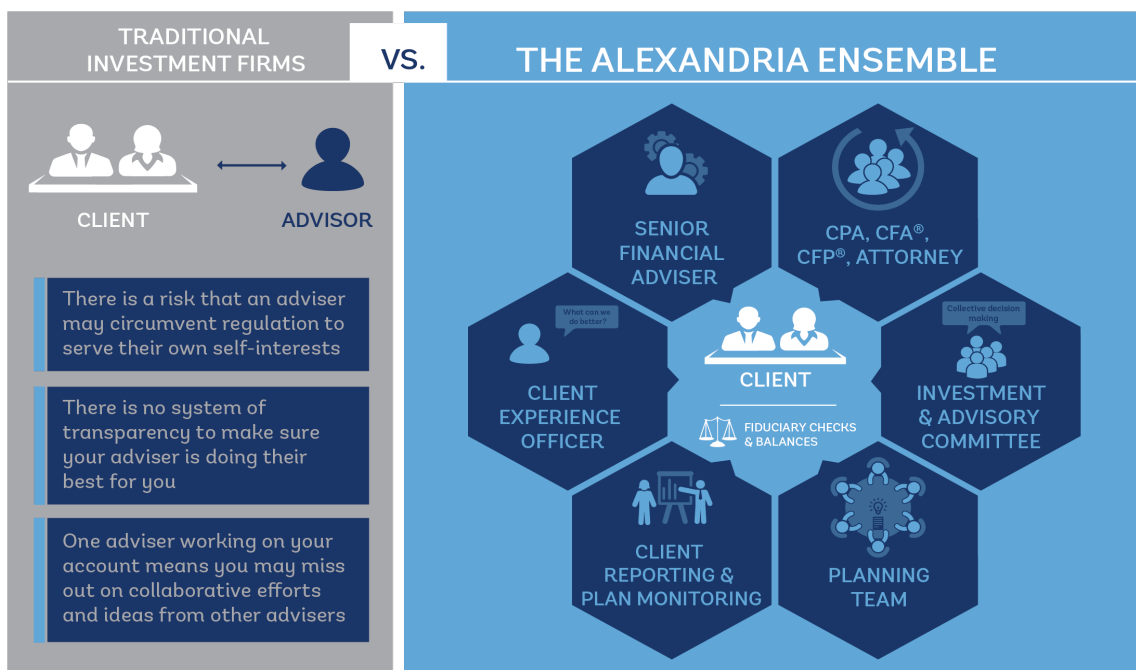 TRADITIONAL
INVESTMENT FIRMS
VS.
THE ALEXANDRIA ENSEMBLE
CLIENT
ADVISOR
There is a risk that an adviser
may circumvent regulation to
serve their own self-interests
There is no system of
transparency to make sure
your adviser is doing their
best for you
One adviser working on your
account means you may miss
out on collaborative efforts
and ideas from other advisers
SENIOR
FINANCIAL
ADVISER
CPA, CFA®,
CFP®, ATTORNEY
What can we
do better?
CLIENT
EXPERIENCE
OFFICER
CLIENT
FIDUCIARY CHECKS
& BALANCES
Collective decision
making
INVESTMENT
& ADVISORY
COMMITTEE
CLIENT
REPORTING &
PLAN MONITORING
PLANNING
TEAM